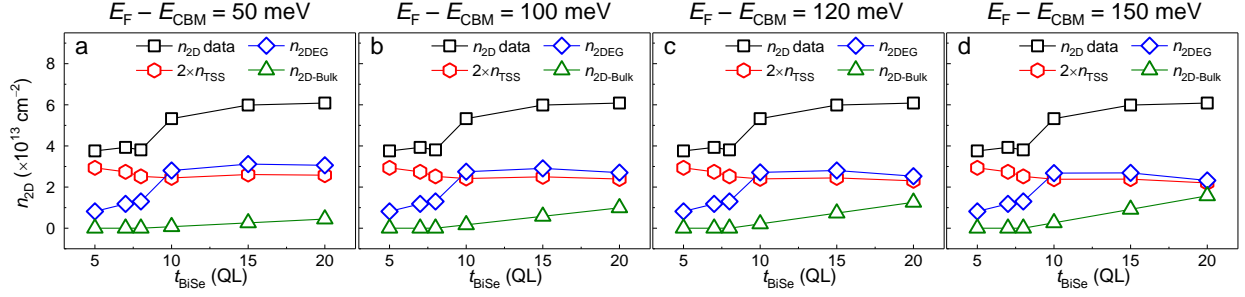 E_F − E_CBM = 50 meV
E_F − E_CBM = 100 meV
E_F − E_CBM = 120 meV
E_F − E_CBM = 150 meV
a
n_2D data
n_2DEG
2×n_TSS
n_2D-Bulk
b
n_2D data
n_2DEG
2×n_TSS
n_2D-Bulk
c
n_2D data
n_2DEG
2×n_TSS
n_2D-Bulk
d
n_2D data
n_2DEG
2×n_TSS
n_2D-Bulk
n_2D (×10^13 cm^−2)
8
6
4
2
0
5 10 15 20
5 10 15 20
5 10 15 20
5 10 15 20
t_BiSe (QL)
t_BiSe (QL)
t_BiSe (QL)
t_BiSe (QL)